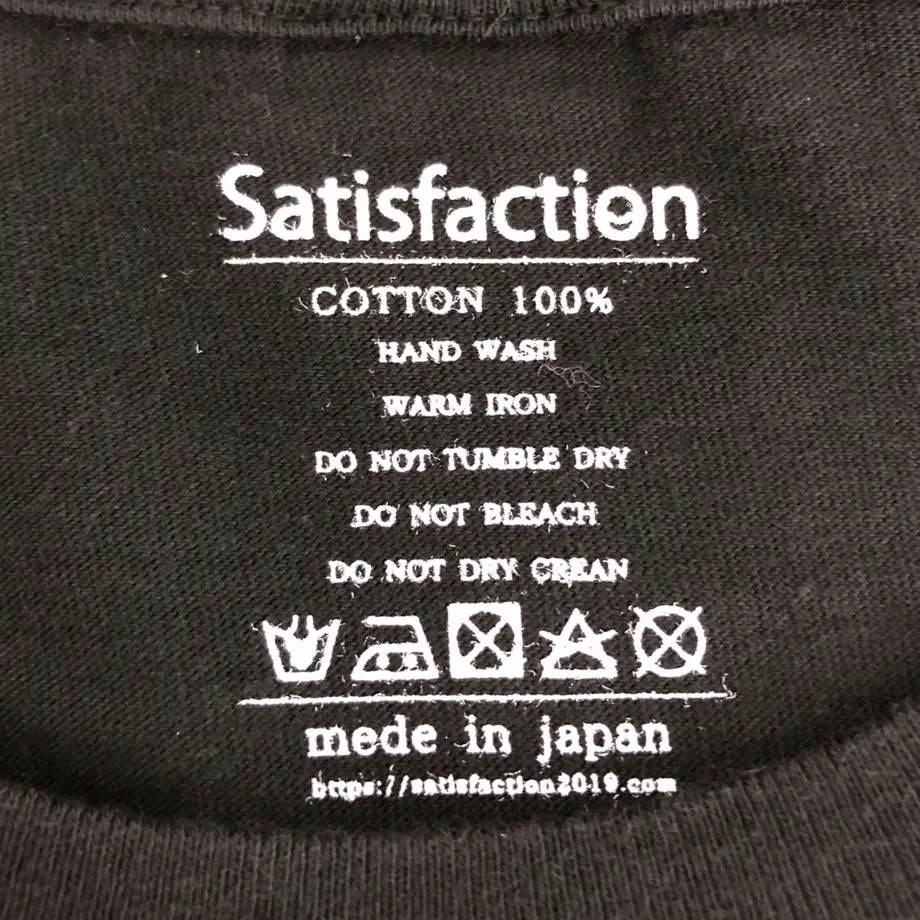 Satisfaction
COTTON 100%
HAND WASH
WARM IRON
DO NOT TUMBLE DRY
DO NOT BLEACH
DO NOT DRY CREAN
mede in japan
https://satisfaction2019.com